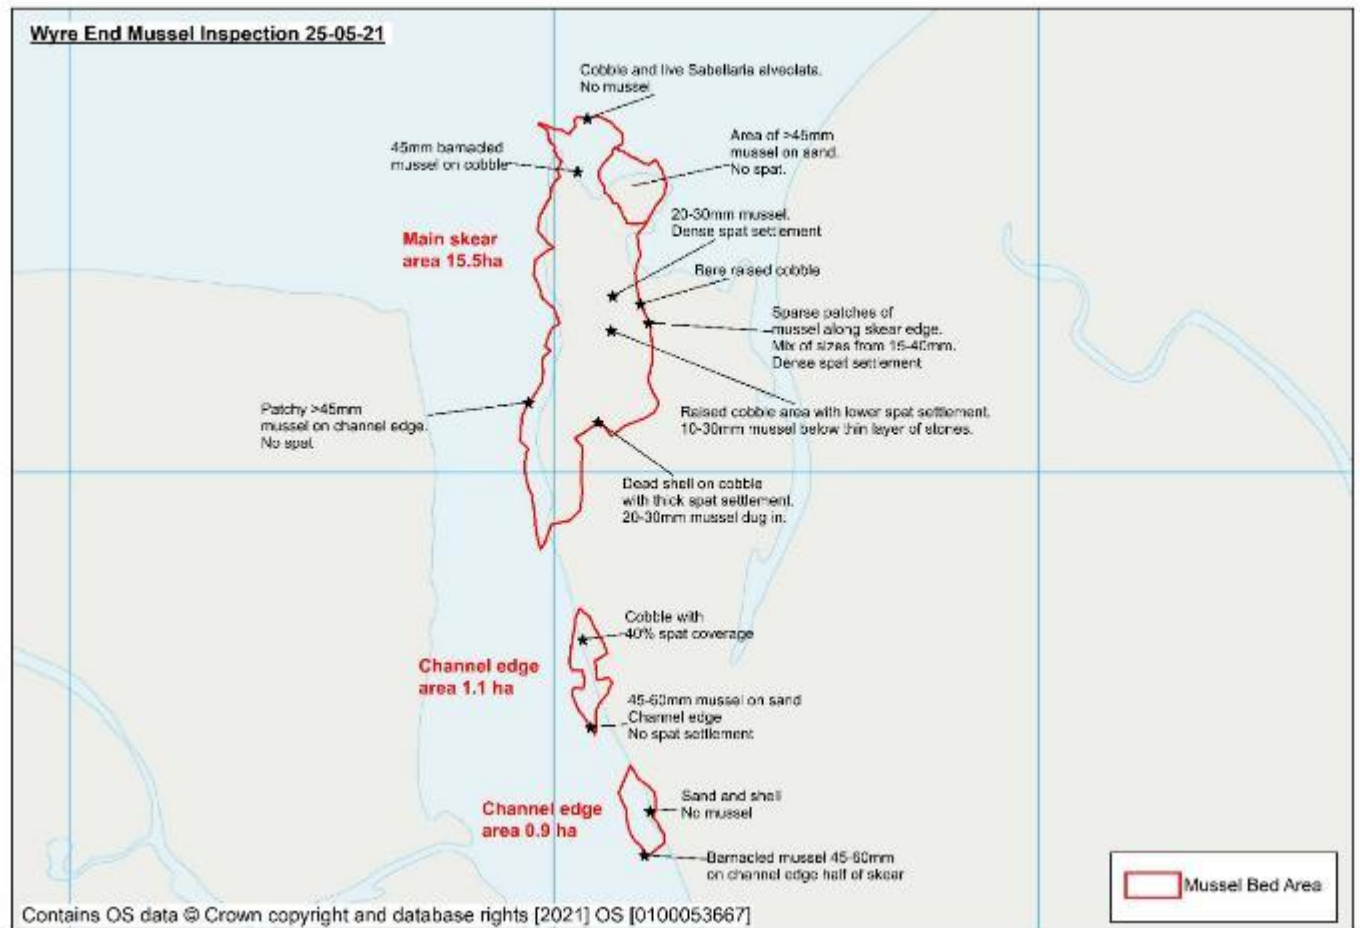 Wyre End Mussel Inspection 25-05-21
Cobble and live Sabellaria alveolata.
No mussel
45mm barnacled
mussel on cobble
Area of >45mm
mussel on sand.
No spat.
Main skear
area 15.5ha
20-30mm mussel.
Dense spat settlement
Bare raised cobble
Sparse patches of
mussel along skear edge.
Mix of sizes from 15-40mm.
Dense spat settlement
Patchy >45mm
mussel on channel edge.
No spat
Raised cobble area with lower spat settlement.
10-30mm mussel below thin layer of stones.
Dead shell on cobble
with thick spat settlement.
20-30mm mussel dug in.
Cobble with
40% spat coverage
Channel edge
area 1.1 ha
45-60mm mussel on sand
Channel edge
No spat settlement
Channel edge
area 0.9 ha
Sand and shell
No mussel
Barnacled mussel 45-60mm
on channel edge half of skear
Mussel Bed Area
Contains OS data © Crown copyright and database rights [2021] OS [0100053667]